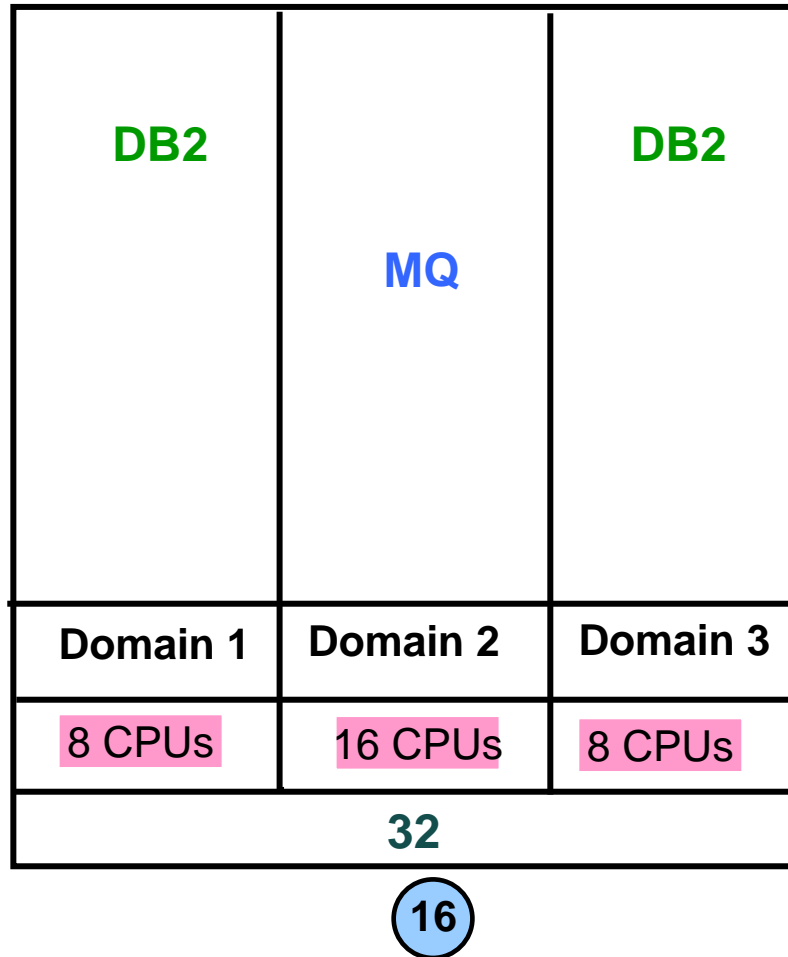 DB2
DB2
MQ
Domain 1
Domain 2
Domain 3
8 CPUs
16 CPUs
8 CPUs
32
16